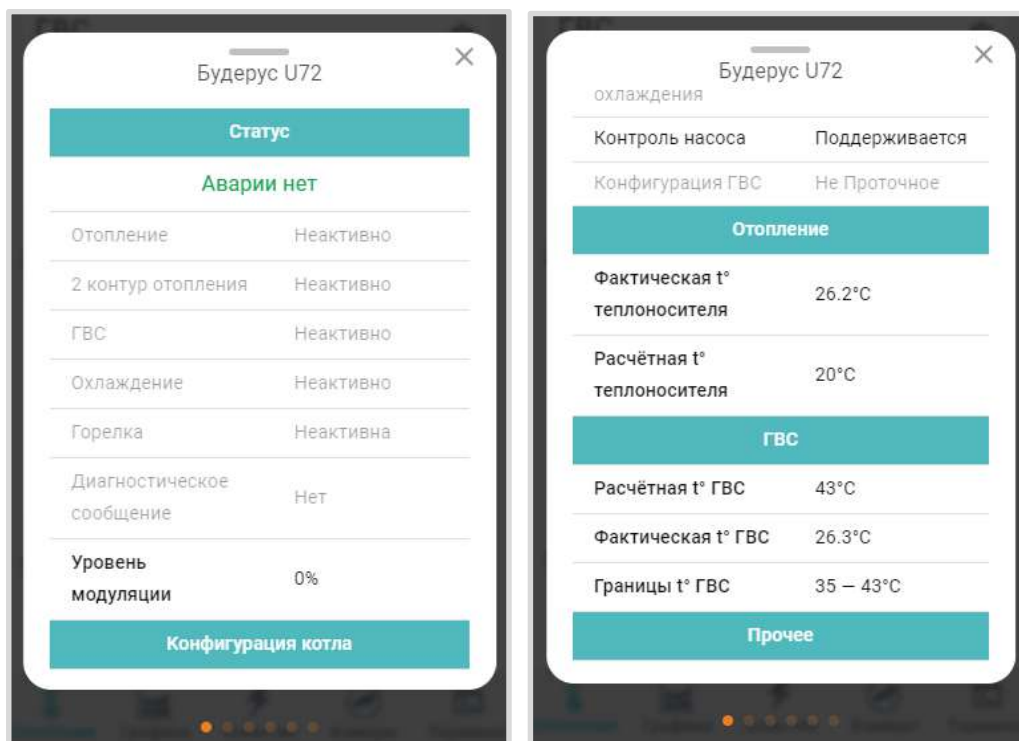 ГВС
Будерус U72
Статус
Аварии нет
Отопление Неактивно
2 контур отопления Неактивно
ГВС Неактивно
Охлаждение Неактивно
Горелка Неактивна
Диагностическое
сообщение Нет
Уровень
модуляции 0%
Конфигурация котла
ГВС
Будерус U72
охлаждения
Контроль насоса Поддерживается
Конфигурация ГВС Не Проточное
Отопление
Фактическая t°
теплоносителя 26.2°C
Расчётная t°
теплоносителя 20°C
ГВС
Расчётная t° ГВС 43°C
Фактическая t° ГВС 26.3°C
Границы t° ГВС 35 — 43°C
Прочее